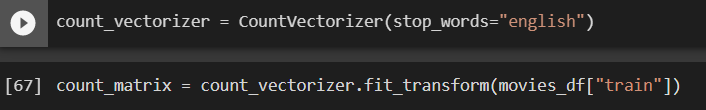 count_vectorizer = CountVectorizer(stop_words="english")
[67] count_matrix = count_vectorizer.fit_transform(movies_df["train"])